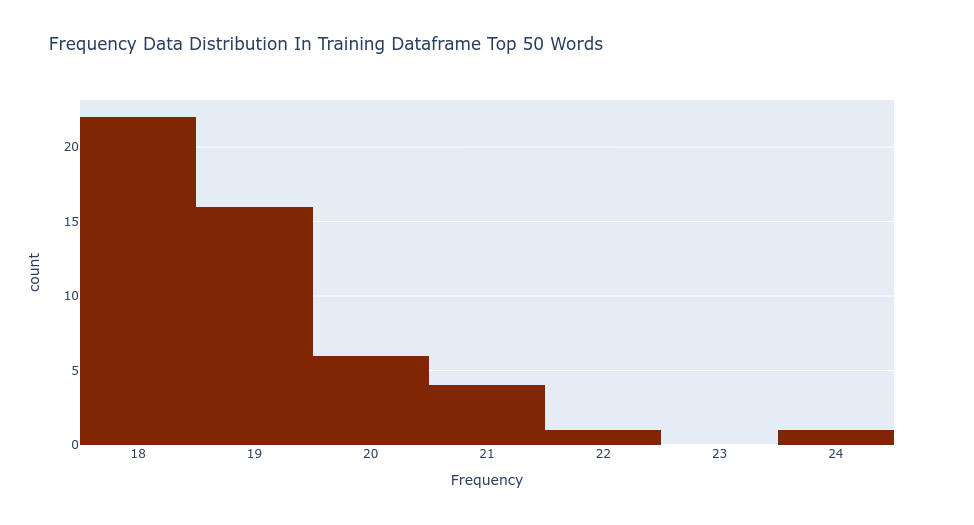 Frequency Data Distribution In Training Dataframe Top 50 Words
count
20
15
10
5
0
18 19 20 21 22 23 24
Frequency